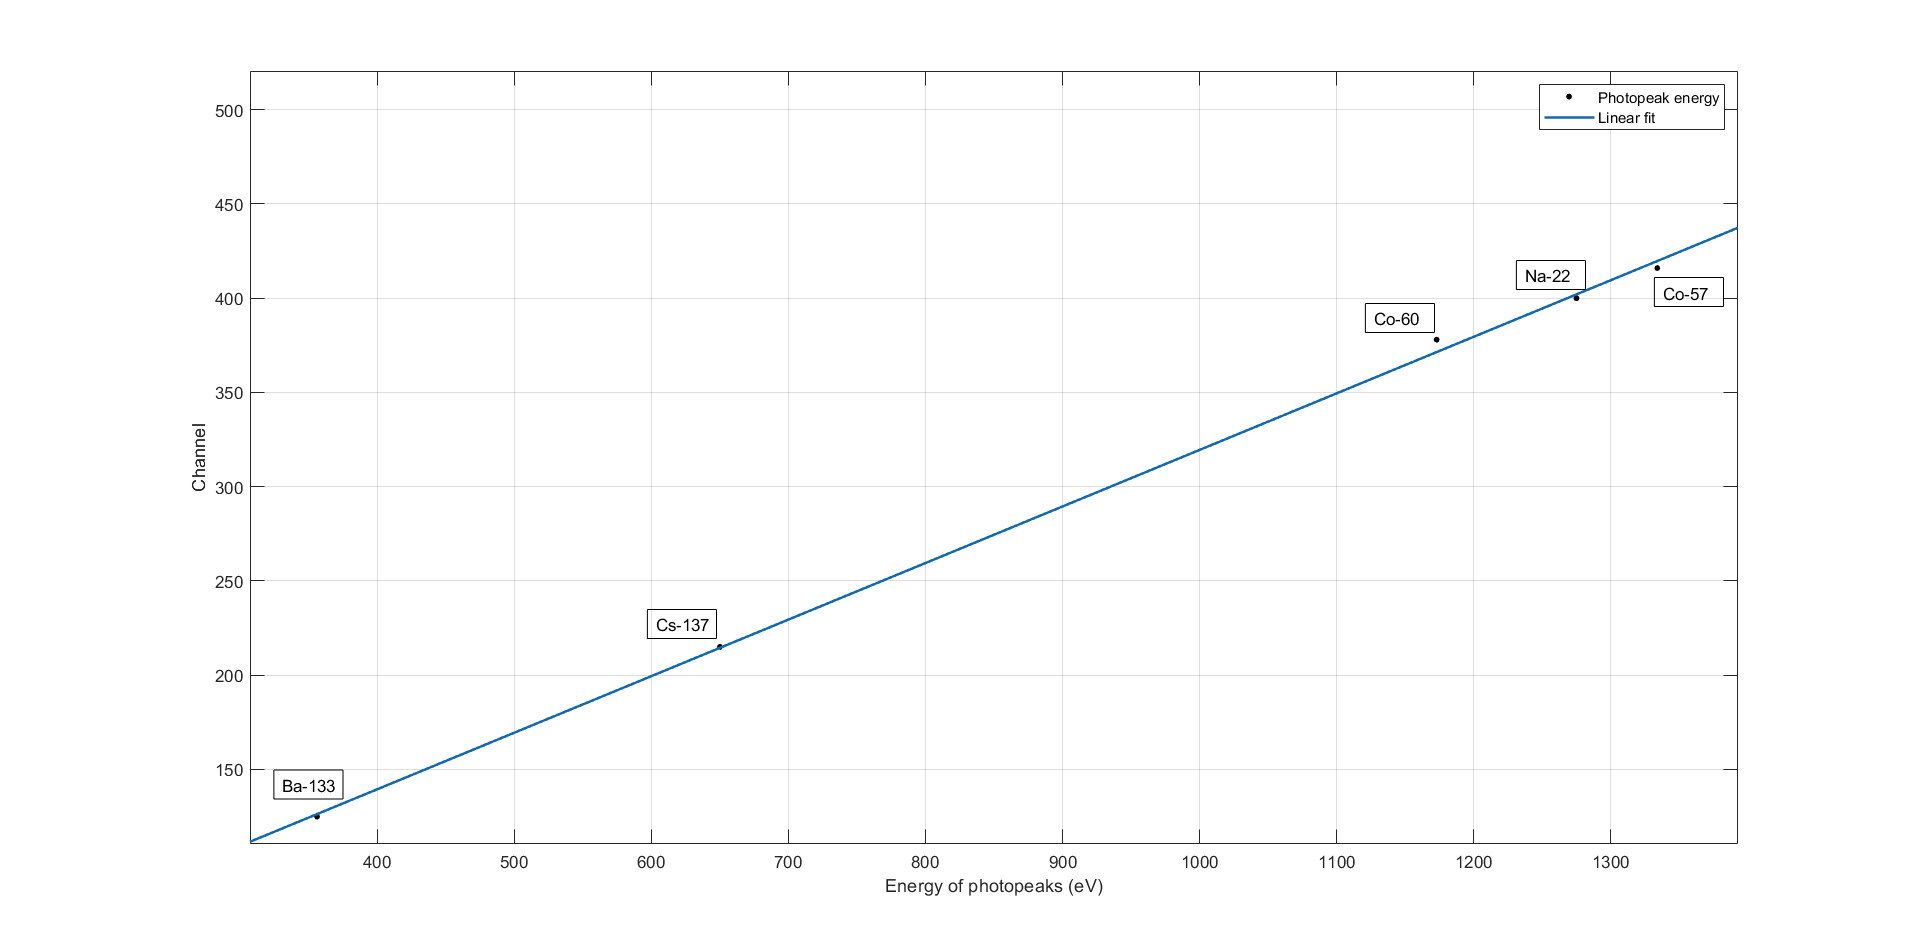 Photopeak energy
Linear fit
500
450
400
350
300
250
200
150
Channel
Na-22
Co-57
Co-60
Cs-137
Ba-133
400 500 600 700 800 900 1000 1100 1200 1300
Energy of photopeaks (eV)